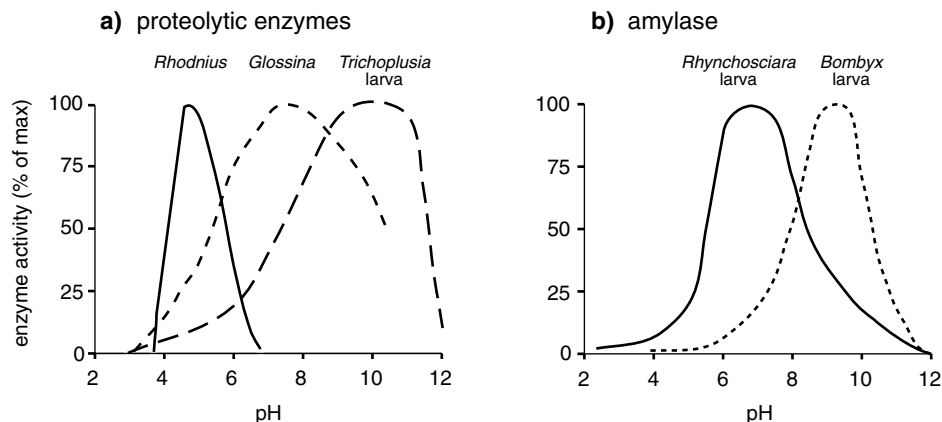 a) proteolytic enzymes
Rhodnius Glossina Trichoplusia
larva
enzyme activity (% of max)
100
75
50
25
0
2 4 6 8 10 12
pH
b) amylase
Rhynchosciara Bombyx
larva larva
100
75
50
25
0
2 4 6 8 10 12
pH